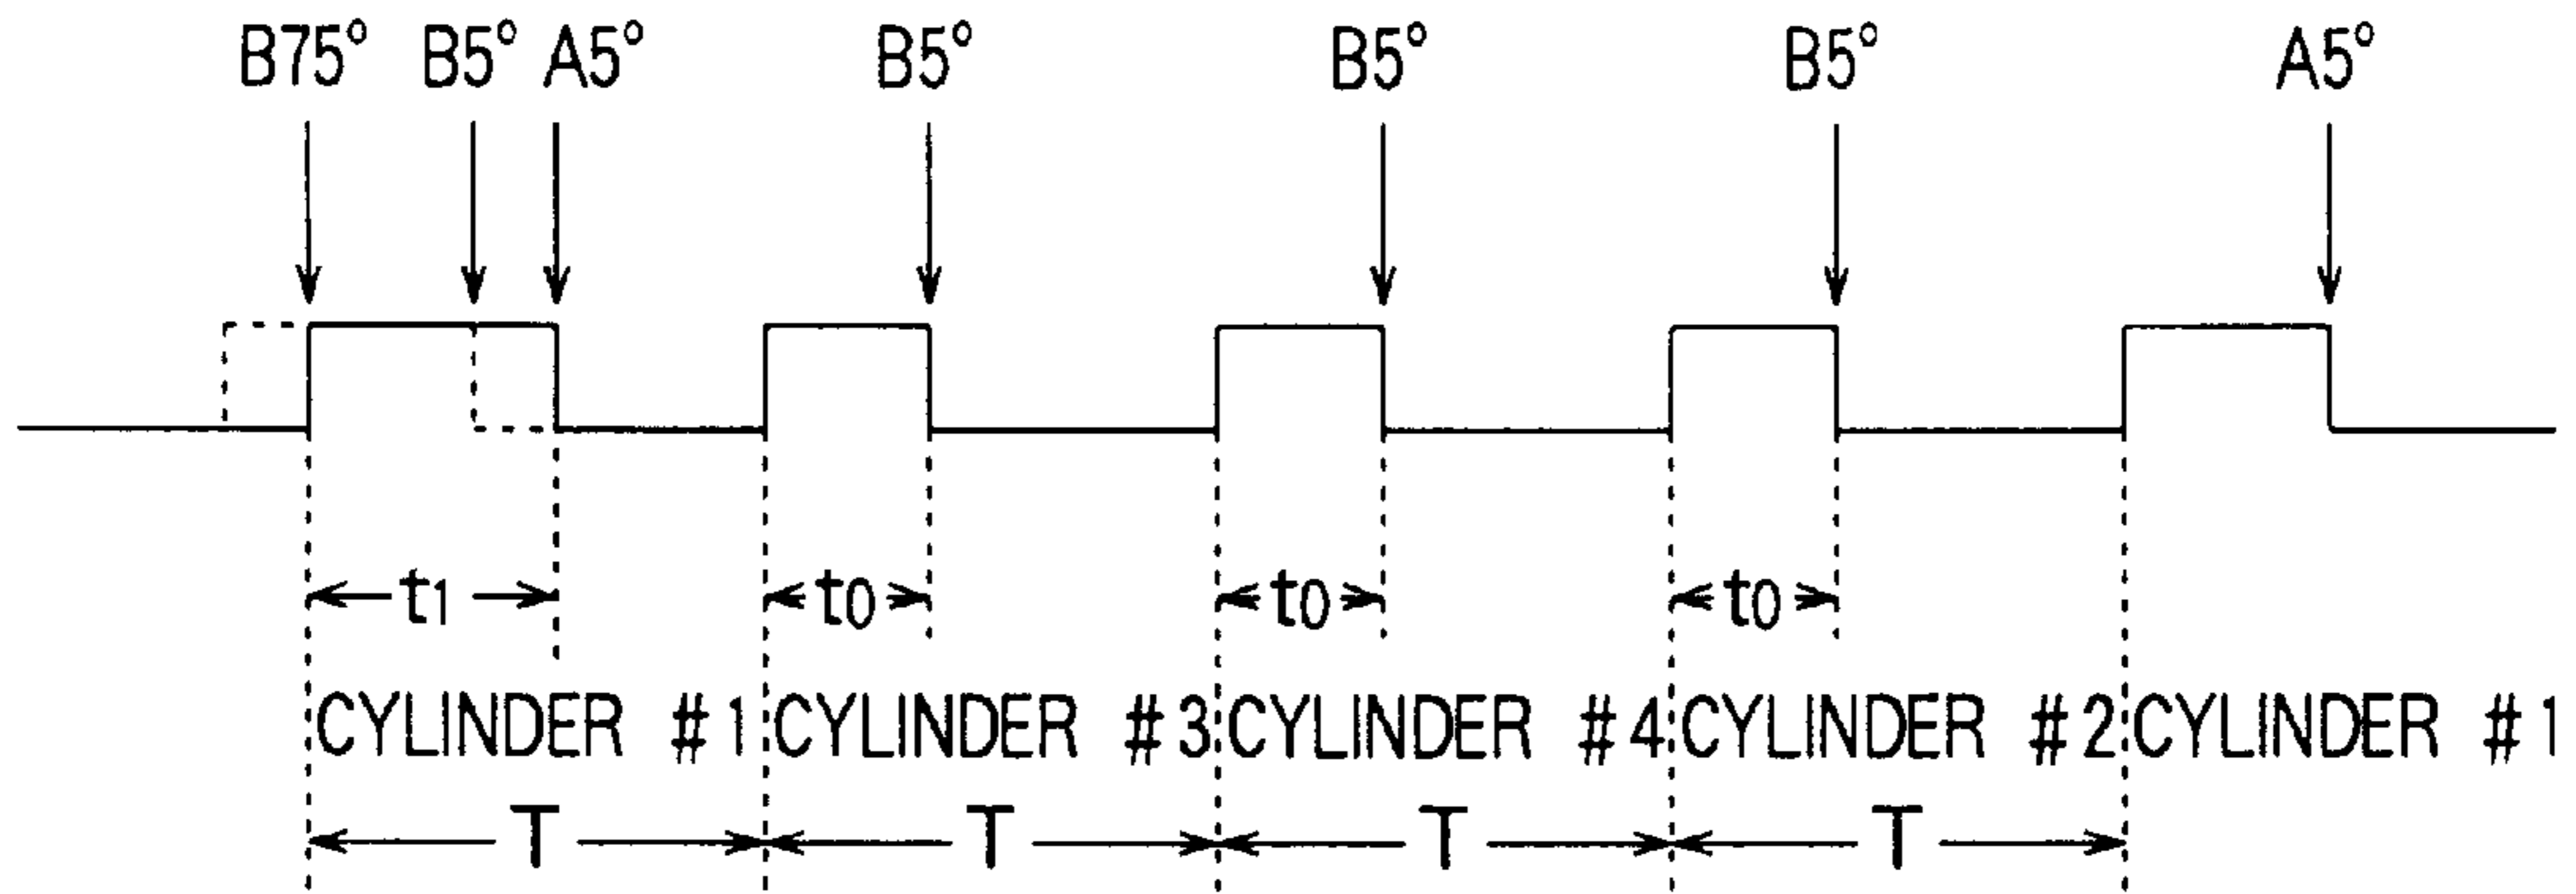 B75° B5° A5° B5° B5° B5° A5°
t1 t0 t0 t0
CYLINDER #1 CYLINDER #3 CYLINDER #4 CYLINDER #2 CYLINDER #1
T T T T